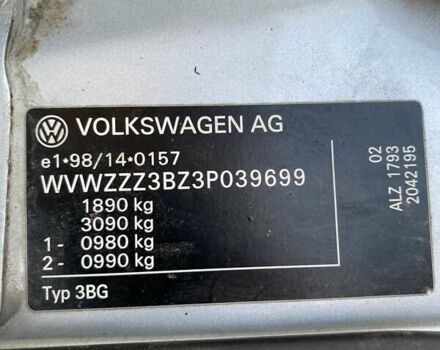 VOLKSWAGEN AG
e1*98/14*0157
WVWZZZ3BZ3P039699
1890 kg
3090 kg
1- 0980 kg
2- 0990 kg
Typ 3BG
02
ALZ 1793
2042195